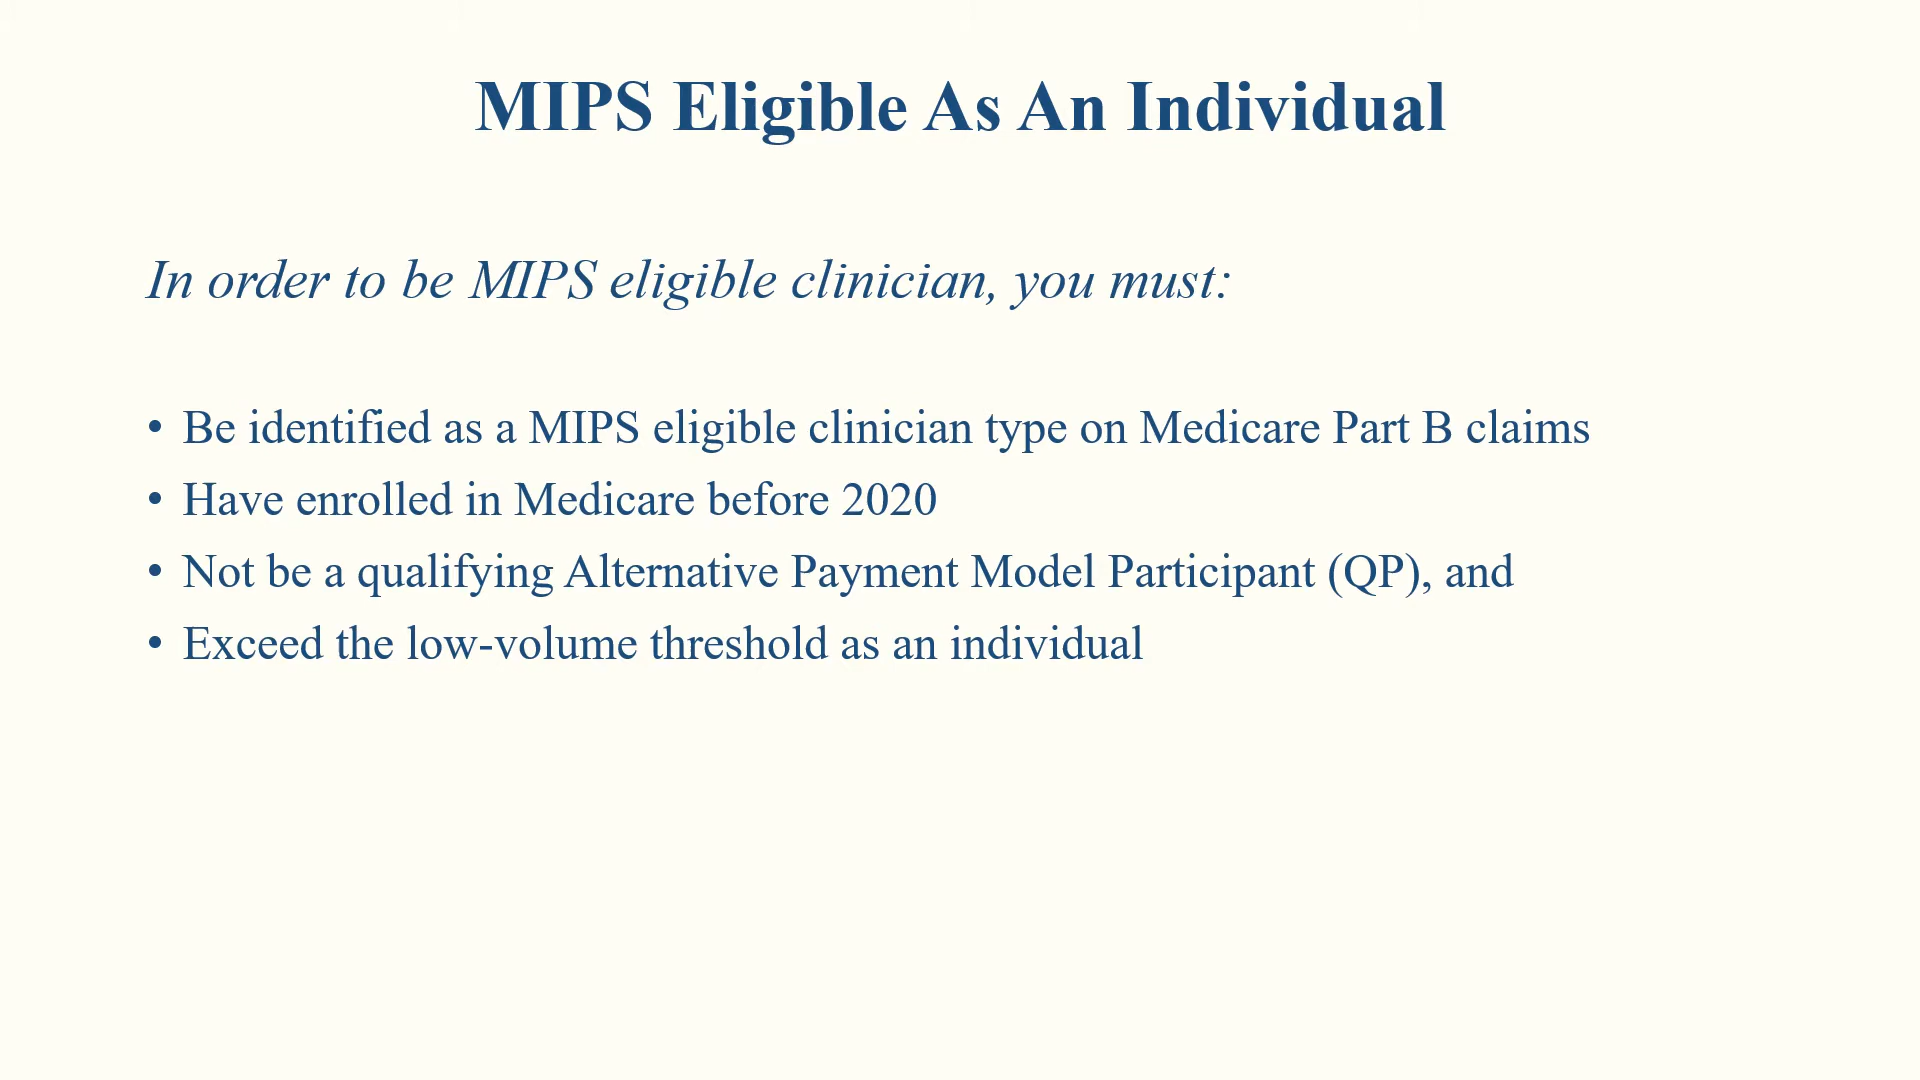 MIPS Eligible As An Individual
In order to be MIPS eligible clinician, you must:
• Be identified as a MIPS eligible clinician type on Medicare Part B claims
• Have enrolled in Medicare before 2020
• Not be a qualifying Alternative Payment Model Participant (QP), and
• Exceed the low-volume threshold as an individual